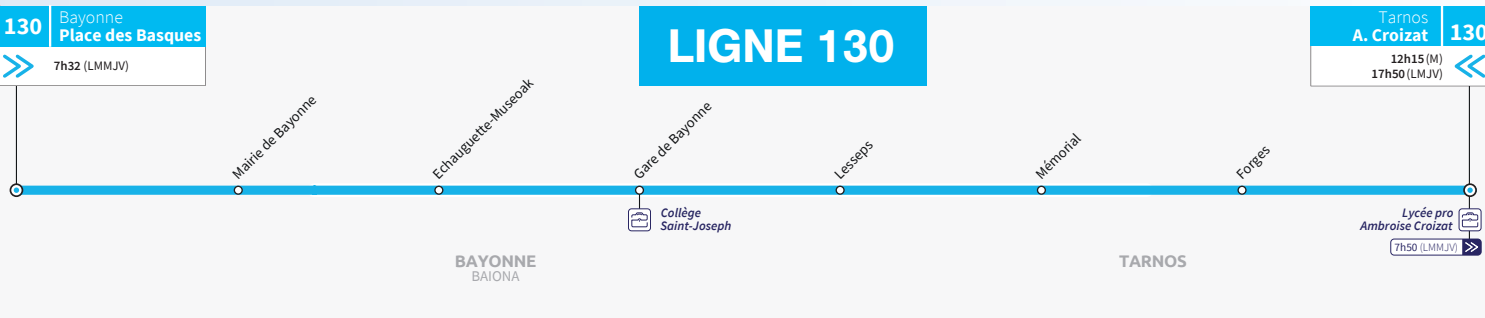 130
Bayonne
Place des Basques
7h32 (LMMJV)
LIGNE 130
Tarnos
A. Croizat
130
12h15 (M)
17h50 (LMJV)
Mairie de Bayonne
Echauguette-Museoak
Gare de Bayonne
Lesseps
Mémorial
Forges
Collège
Saint-Joseph
Lycée pro
Ambroise Croizat
7h50 (LMMJV)
BAYONNE
BAIONA
TARNOS